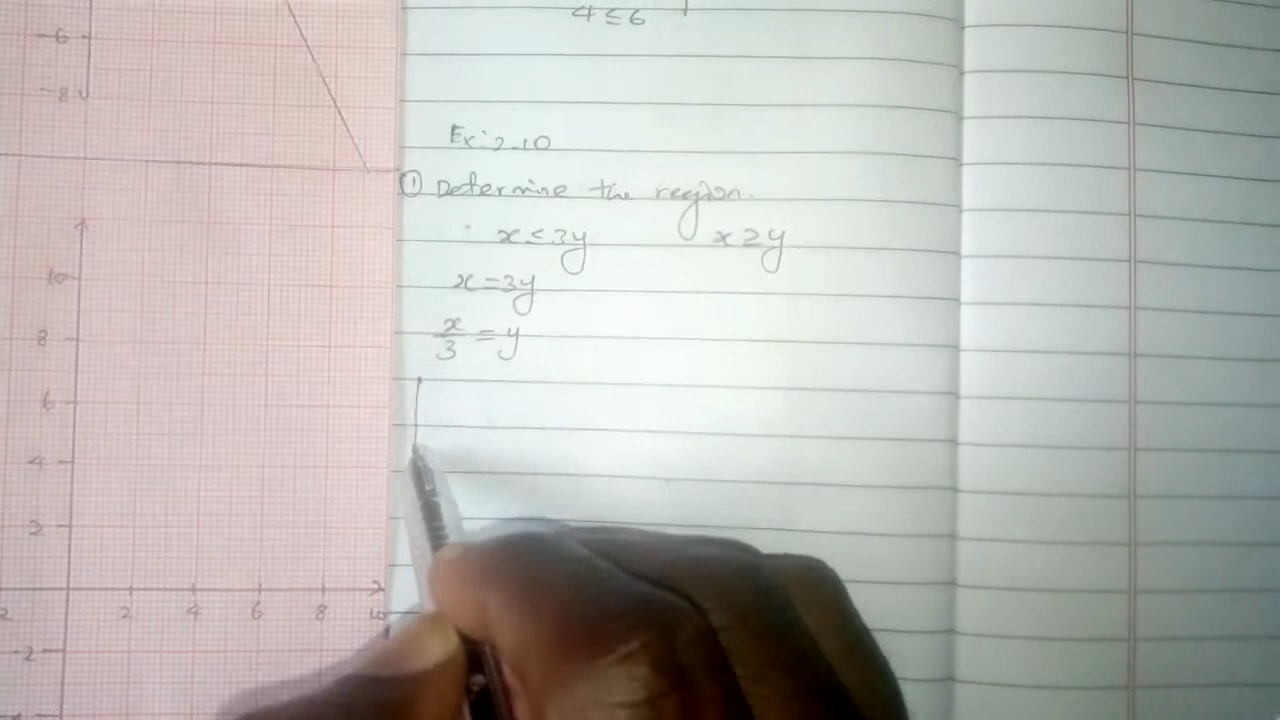 4 ≤ 6
Ex: 2.10
① Determine the region.
x ≤ 3y x ≥ y
x = 3y
x/3 = y
-6
-8
10
8
6
4
2
2 4 6 8 10
-2